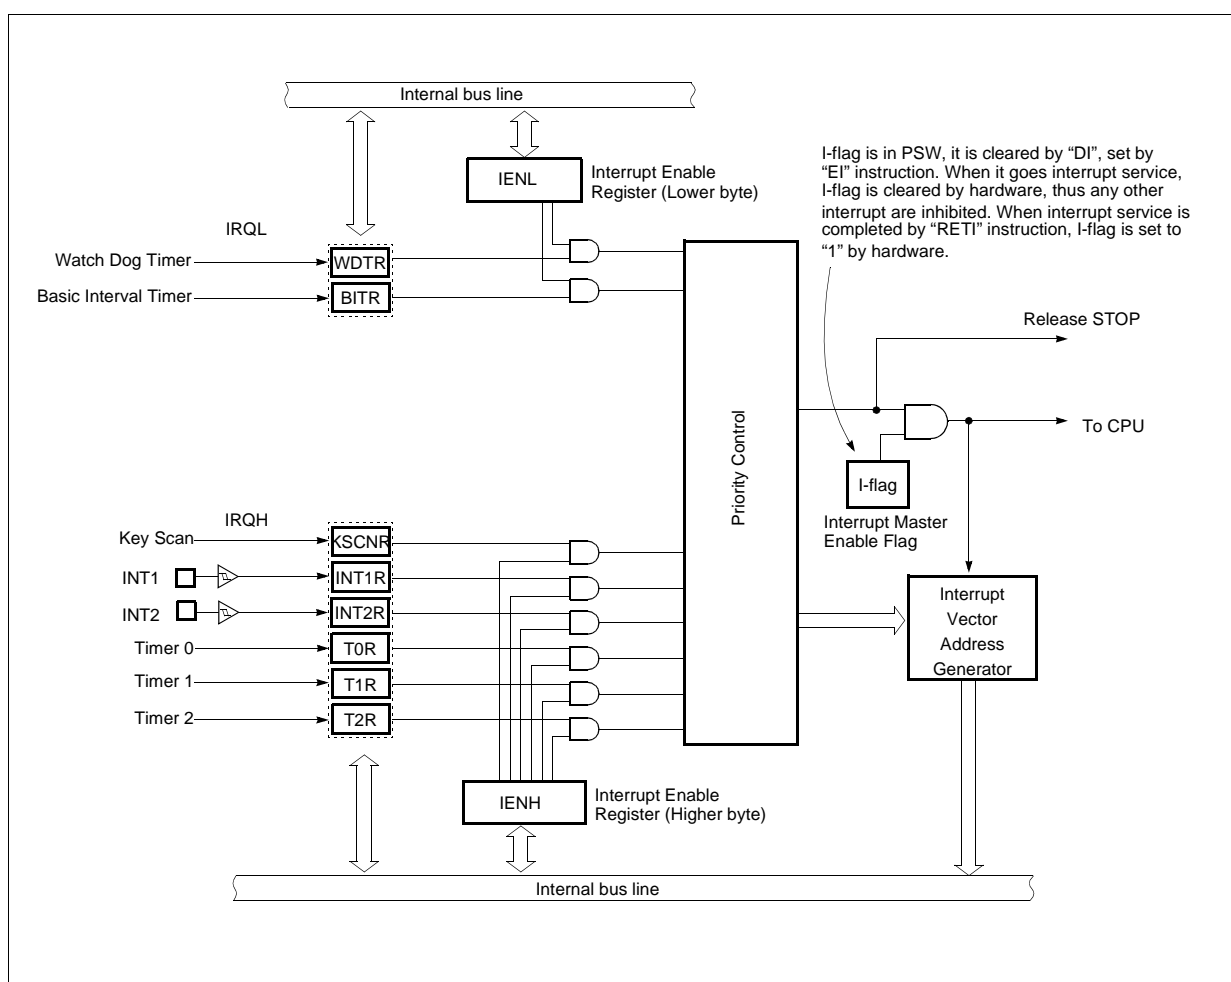 Internal bus line
IENL
Interrupt Enable
Register (Lower byte)
I-flag is in PSW, it is cleared by “DI”, set by
“EI” instruction. When it goes interrupt service,
I-flag is cleared by hardware, thus any other
interrupt are inhibited. When interrupt service is
completed by “RETI” instruction, I-flag is set to
“1” by hardware.
IRQL
Watch Dog Timer
WDTR
Basic Interval Timer
BITR
Release STOP
Priority Control
To CPU
I-flag
Interrupt Master
Enable Flag
IRQH
Key Scan
KSCNR
INT1
INT1R
INT2
INT2R
Timer 0
T0R
Timer 1
T1R
Timer 2
T2R
Interrupt
Vector
Address
Generator
IENH
Interrupt Enable
Register (Higher byte)
Internal bus line